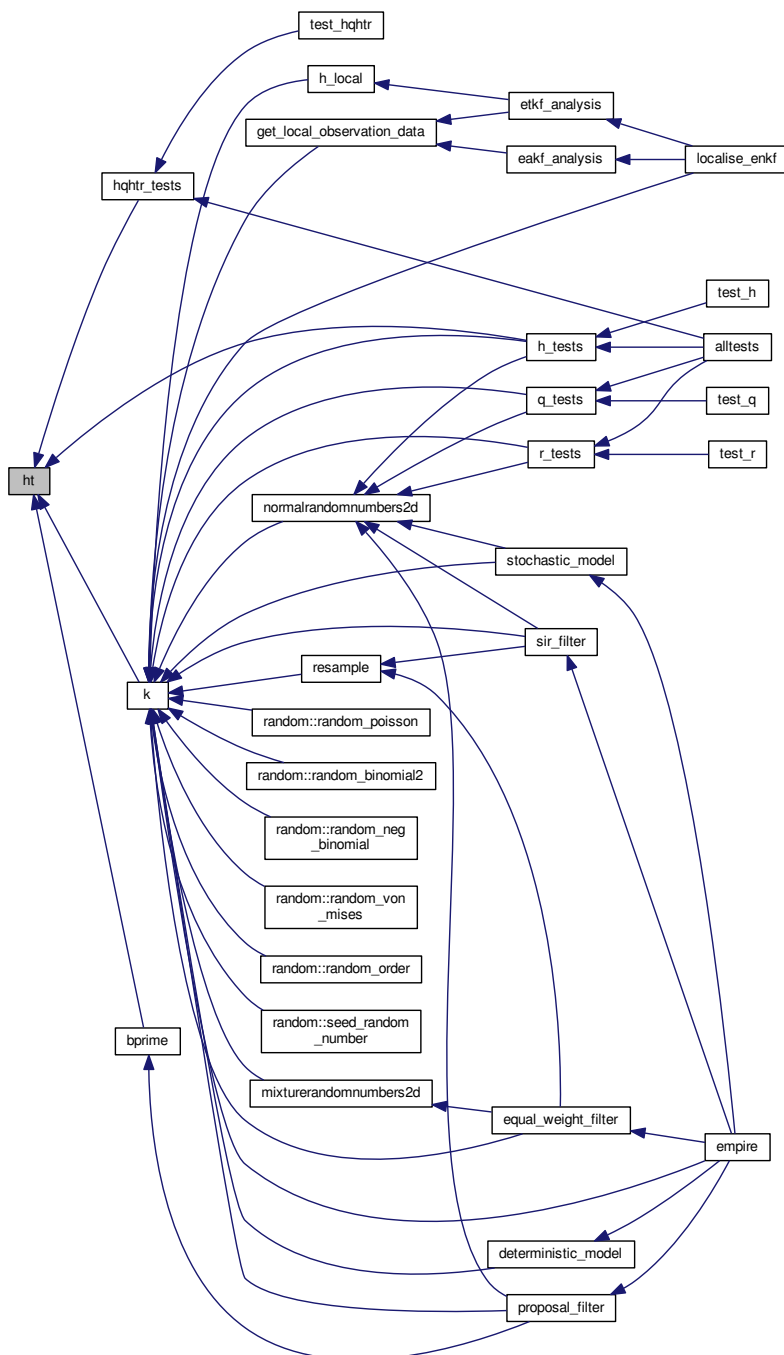 test_hqhtr
h_local
etkf_analysis
get_local_observation_data
eakf_analysis
localise_enkf
hqhtr_tests
test_h
h_tests
alltests
q_tests
test_q
r_tests
test_r
ht
normalrandomnumbers2d
stochastic_model
sir_filter
resample
k
random::random_poisson
random::random_binomial2
random::random_neg
_binomial
random::random_von
_mises
random::random_order
random::seed_random
_number
bprime
mixturerandomnumbers2d
equal_weight_filter
empire
deterministic_model
proposal_filter